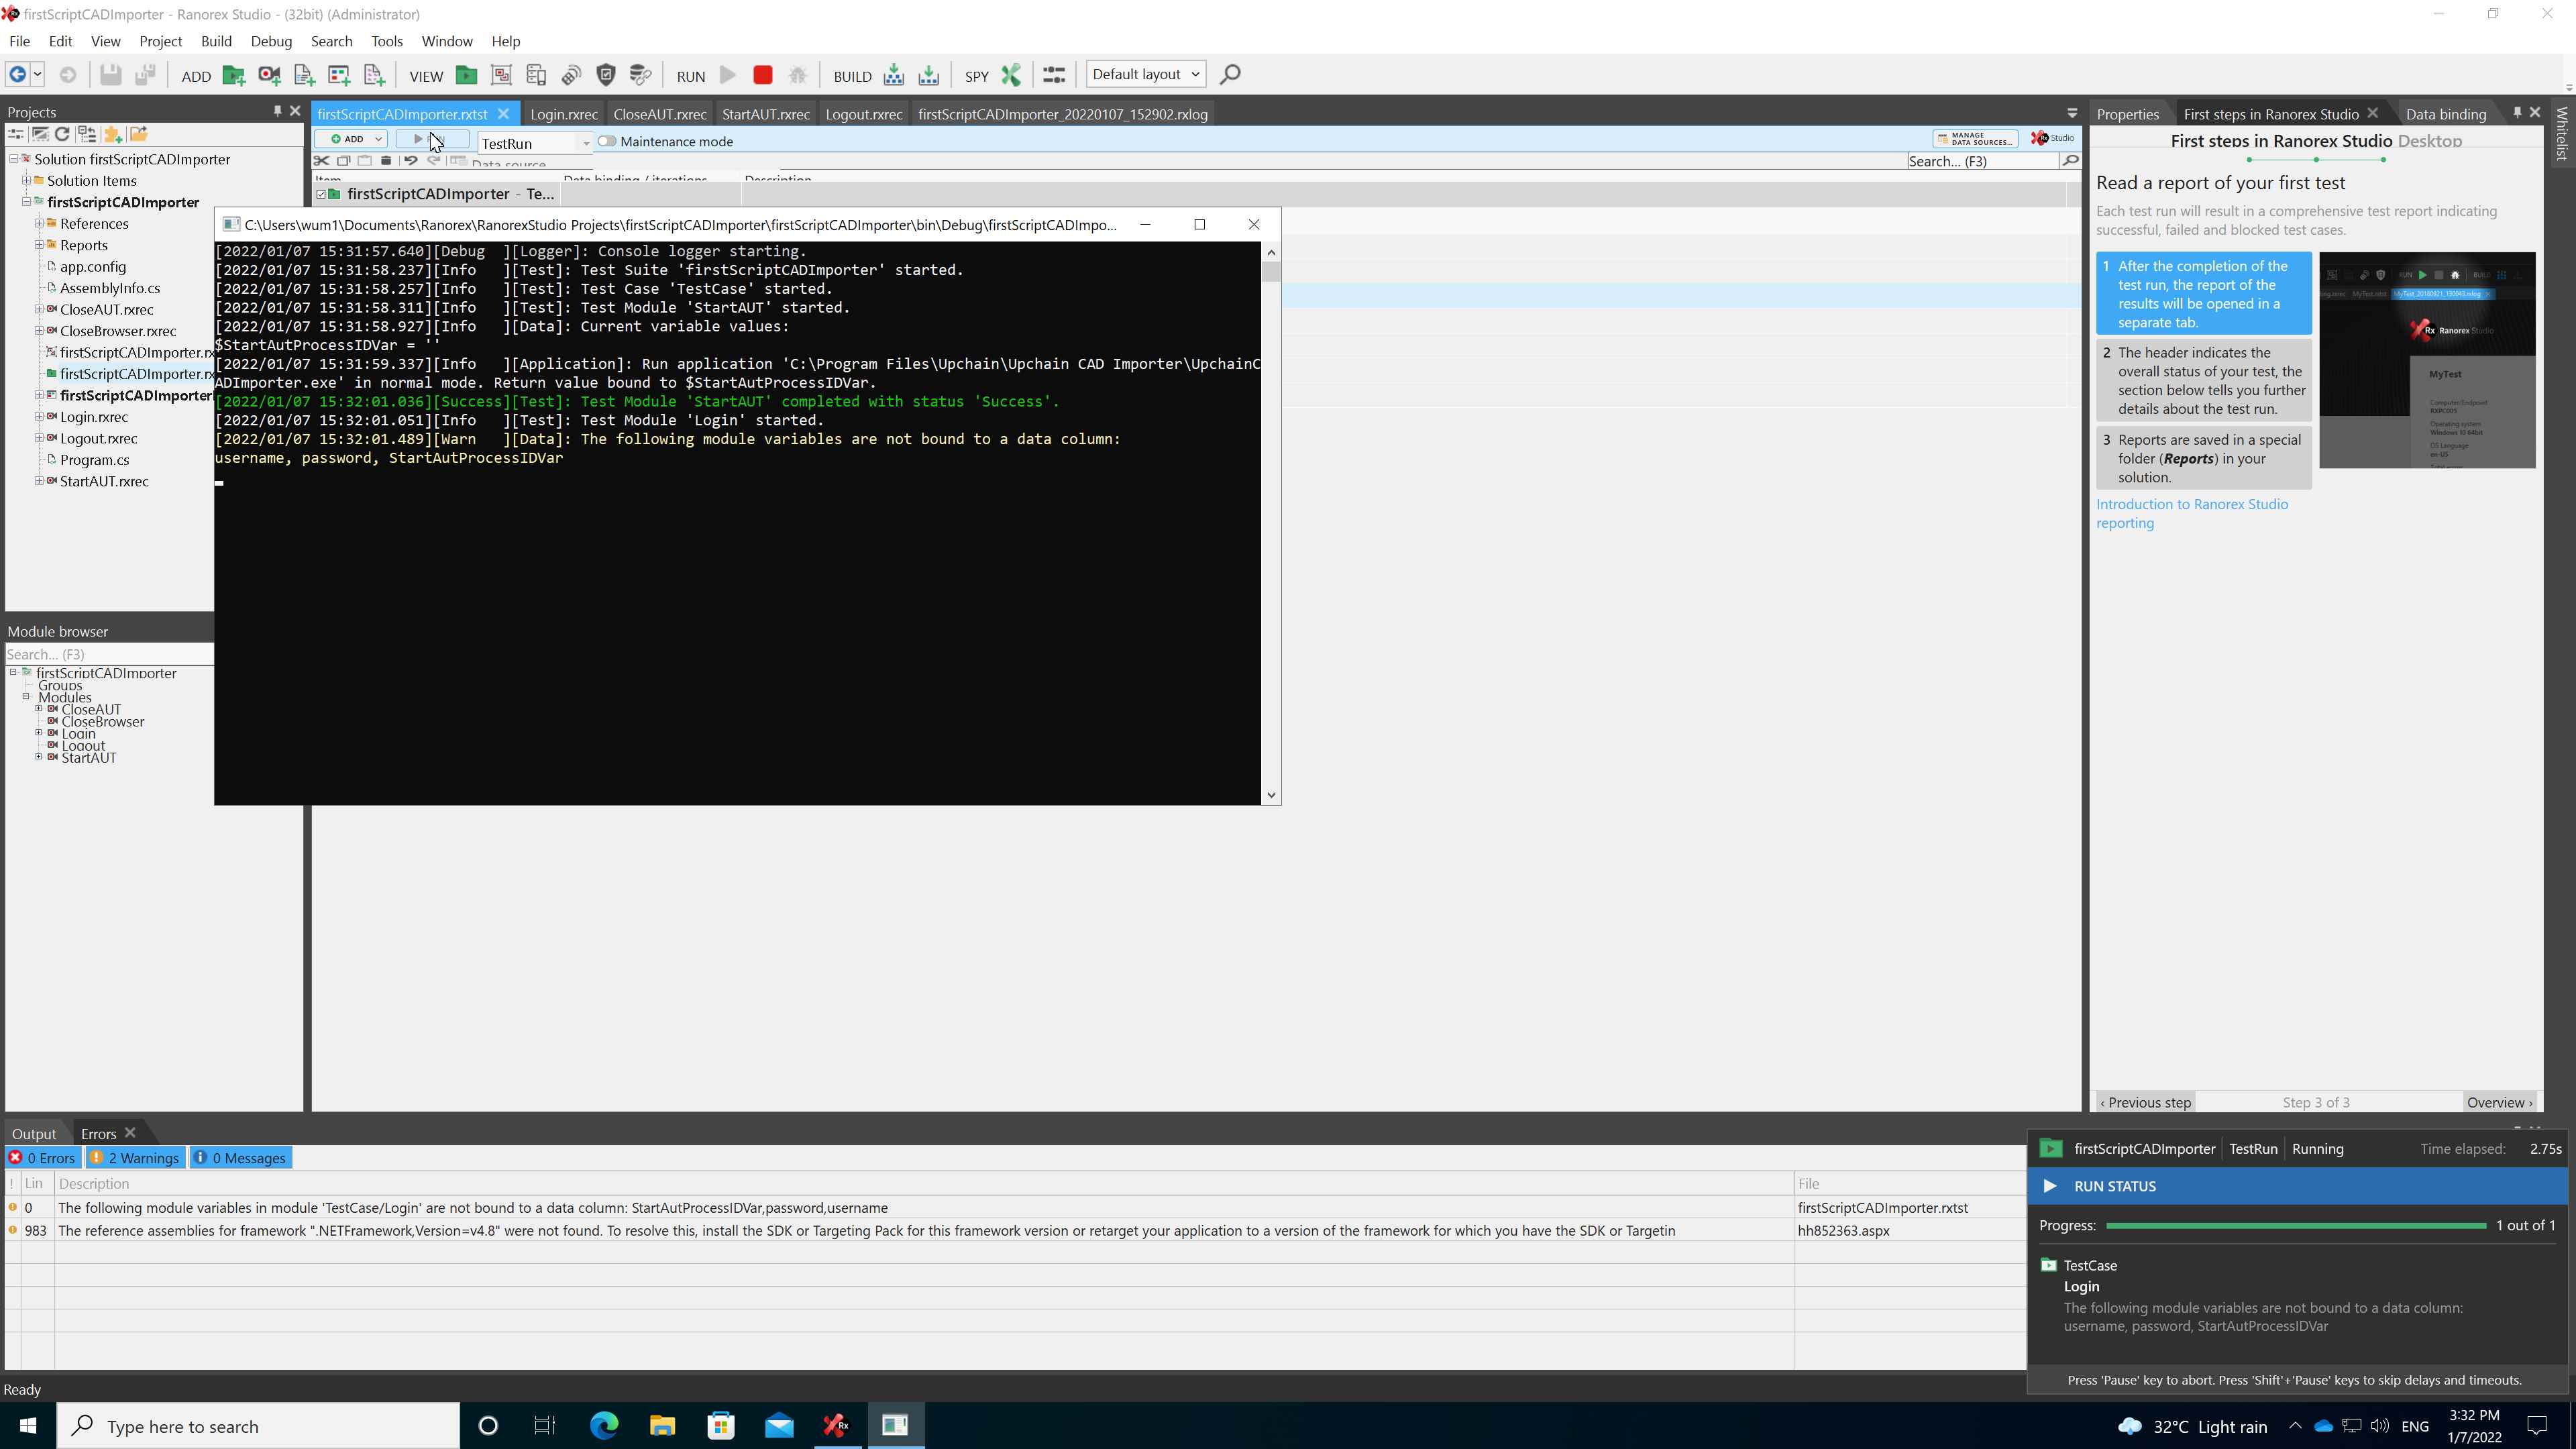 firstScriptCADImporter - Ranorex Studio - (32bit) (Administrator)
File Edit View Project Build Debug Search Tools Window Help
ADD VIEW RUN BUILD SPY Default layout
Projects
firstScriptCADImporter.rxtst Login.rxrec CloseAUT.rxrec StartAUT.rxrec Logout.rxrec firstScriptCADImporter_20220107_152902.rxlog
Properties First steps in Ranorex Studio Data binding
Whitelist
ADD TestRun Maintenance mode MANAGE DATA SOURCES... Studio
Data source
Search... (F3)
Item Data binding / iterations Description
firstScriptCADImporter - Te...
Solution firstScriptCADImporter
Solution Items
firstScriptCADImporter
References
Reports
app.config
AssemblyInfo.cs
CloseAUT.rxrec
CloseBrowser.rxrec
firstScriptCADImporter.rx
firstScriptCADImporter.rx
firstScriptCADImporter
Login.rxrec
Logout.rxrec
Program.cs
StartAUT.rxrec
Module browser
Search... (F3)
firstScriptCADImporter
Groups
Modules
CloseAUT
CloseBrowser
Login
Logout
StartAUT
C:\Users\wum1\Documents\Ranorex\RanorexStudio Projects\firstScriptCADImporter\firstScriptCADImporter\bin\Debug\firstScriptCADImpo...
[2022/01/07 15:31:57.640][Debug  ][Logger]: Console logger starting.
[2022/01/07 15:31:58.237][Info   ][Test]: Test Suite 'firstScriptCADImporter' started.
[2022/01/07 15:31:58.257][Info   ][Test]: Test Case 'TestCase' started.
[2022/01/07 15:31:58.311][Info   ][Test]: Test Module 'StartAUT' started.
[2022/01/07 15:31:58.927][Info   ][Data]: Current variable values:
$StartAutProcessIDVar = ''
[2022/01/07 15:31:59.337][Info   ][Application]: Run application 'C:\Program Files\Upchain\Upchain CAD Importer\UpchainC
ADImporter.exe' in normal mode. Return value bound to $StartAutProcessIDVar.
[2022/01/07 15:32:01.036][Success][Test]: Test Module 'StartAUT' completed with status 'Success'.
[2022/01/07 15:32:01.051][Info   ][Test]: Test Module 'Login' started.
[2022/01/07 15:32:01.489][Warn   ][Data]: The following module variables are not bound to a data column:
username, password, StartAutProcessIDVar
First steps in Ranorex Studio Desktop
Read a report of your first test
Each test run will result in a comprehensive test report indicating
successful, failed and blocked test cases.
1 After the completion of the
test run, the report of the
results will be opened in a
separate tab.
2 The header indicates the
overall status of your test, the
section below tells you further
details about the test run.
3 Reports are saved in a special
folder (Reports) in your
solution.
Ranorex Studio
MyTest
Computer/Endpoint
RXPC005
Operating system
Windows 10 64bit
OS Language
en-US
Introduction to Ranorex Studio
reporting
‹ Previous step Step 3 of 3 Overview ›
Output Errors
0 Errors 2 Warnings 0 Messages
! Lin Description File
0 The following module variables in module 'TestCase/Login' are not bound to a data column: StartAutProcessIDVar,password,username firstScriptCADImporter.rxtst
983 The reference assemblies for framework ".NETFramework,Version=v4.8" were not found. To resolve this, install the SDK or Targeting Pack for this framework version or retarget your application to a version of the framework for which you have the SDK or Targetin hh852363.aspx
firstScriptCADImporter TestRun Running Time elapsed: 2.75s
RUN STATUS
Progress: 1 out of 1
TestCase
Login
The following module variables are not bound to a data column:
username, password, StartAutProcessIDVar
Press 'Pause' key to abort. Press 'Shift'+'Pause' keys to skip delays and timeouts.
Ready
Type here to search
32°C Light rain ENG 3:32 PM
1/7/2022